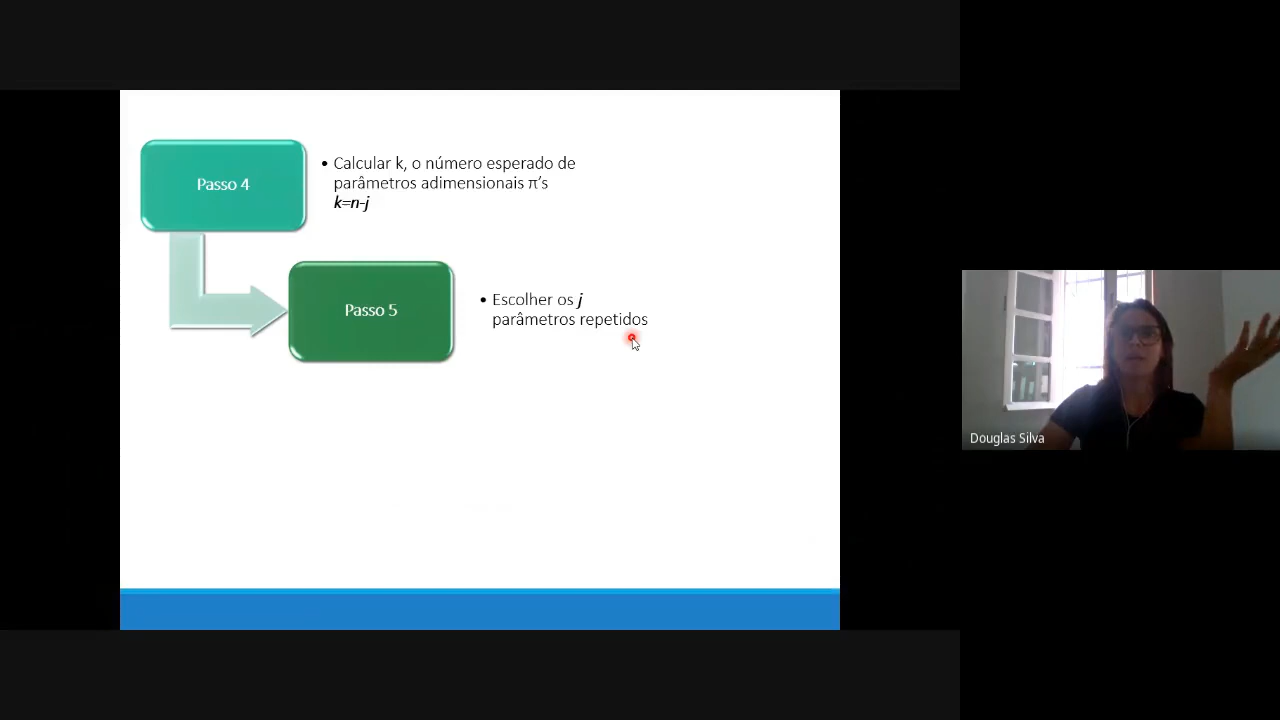 Passo 4
• Calcular k, o número esperado de
parâmetros adimensionais π's
k=n-j
Passo 5
• Escolher os j
parâmetros repetidos
Douglas Silva